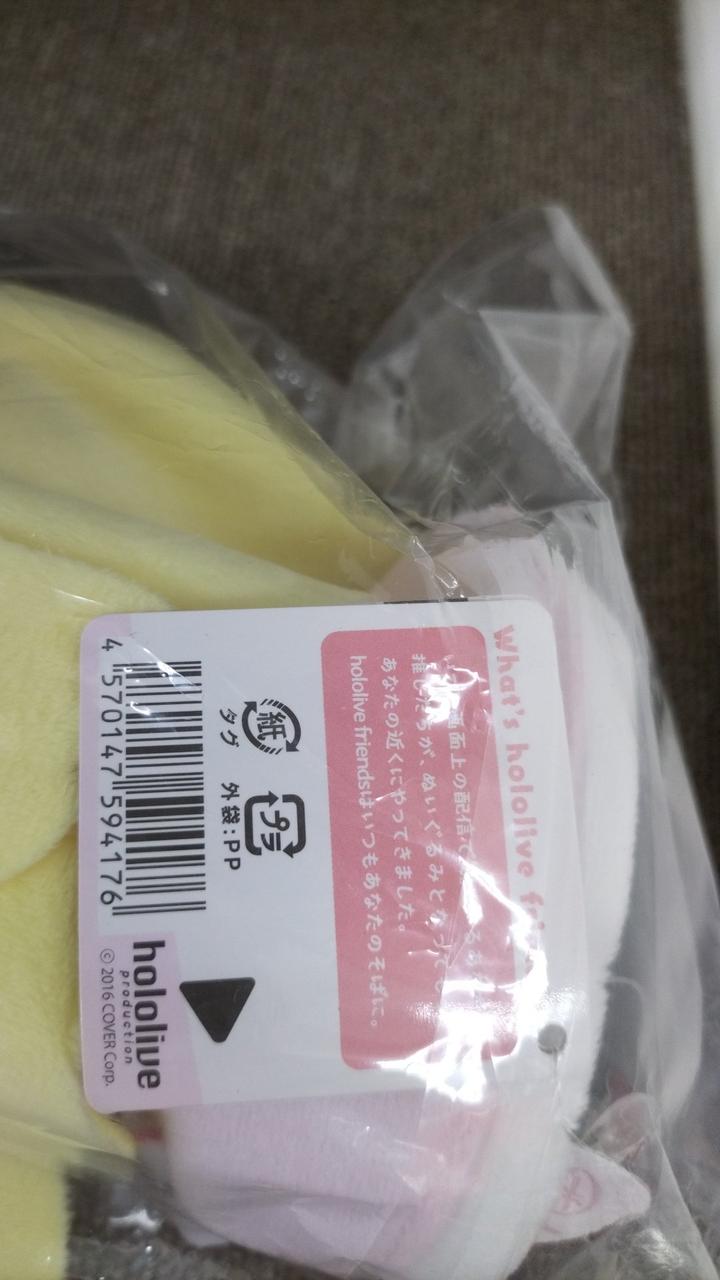 What's hololive
画面上の配信で
推し が、ぬいぐるみとなって
あなたの近くにやってきました。
hololive friendsはいつもあなたのそばに。
紙
タグ
プラ
外袋:PP
4 570147 594176
hololive
production
© 2016 COVER Corp.